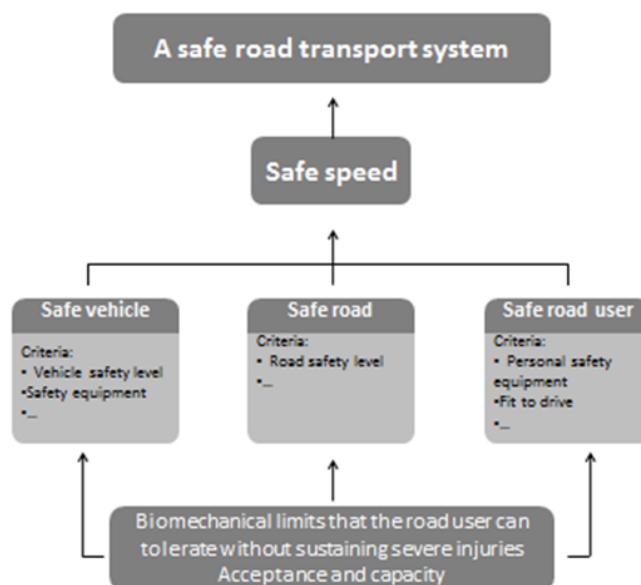 A safe road transport system
Safe speed
Safe vehicle
Criteria:
• Vehicle safety level
•Safety equipment
•...
Safe road
Criteria:
• Road safety level
•...
Safe road user
Criteria:
• Personal safety
equipment
•Fit to drive
•...
Biomechanical limits that the road user can
tolerate without sustaining severe injuries
Acceptance and capacity